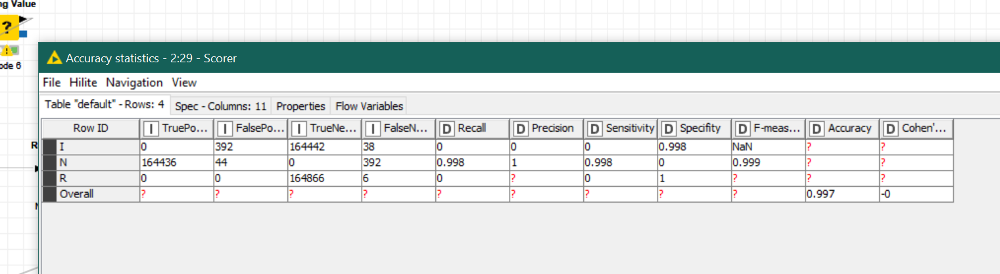 ng Value
?
!
ode 6
Accuracy statistics - 2:29 - Scorer
File Hilite Navigation View
Table "default" - Rows: 4 Spec - Columns: 11 Properties Flow Variables
Row ID I TruePo... I FalsePo... I TrueNe... I FalseN... D Recall D Precision D Sensitivity D Specifity D F-meas... D Accuracy D Cohen'...
R I 0 392 164442 38 0 0 0 0.998 NaN ? ?
N 164436 44 0 392 0.998 1 0.998 0 0.999 ? ?
R 0 0 164866 6 0 ? 0 1 ? ? ?
Overall ? ? ? ? ? ? ? ? ? 0.997 -0